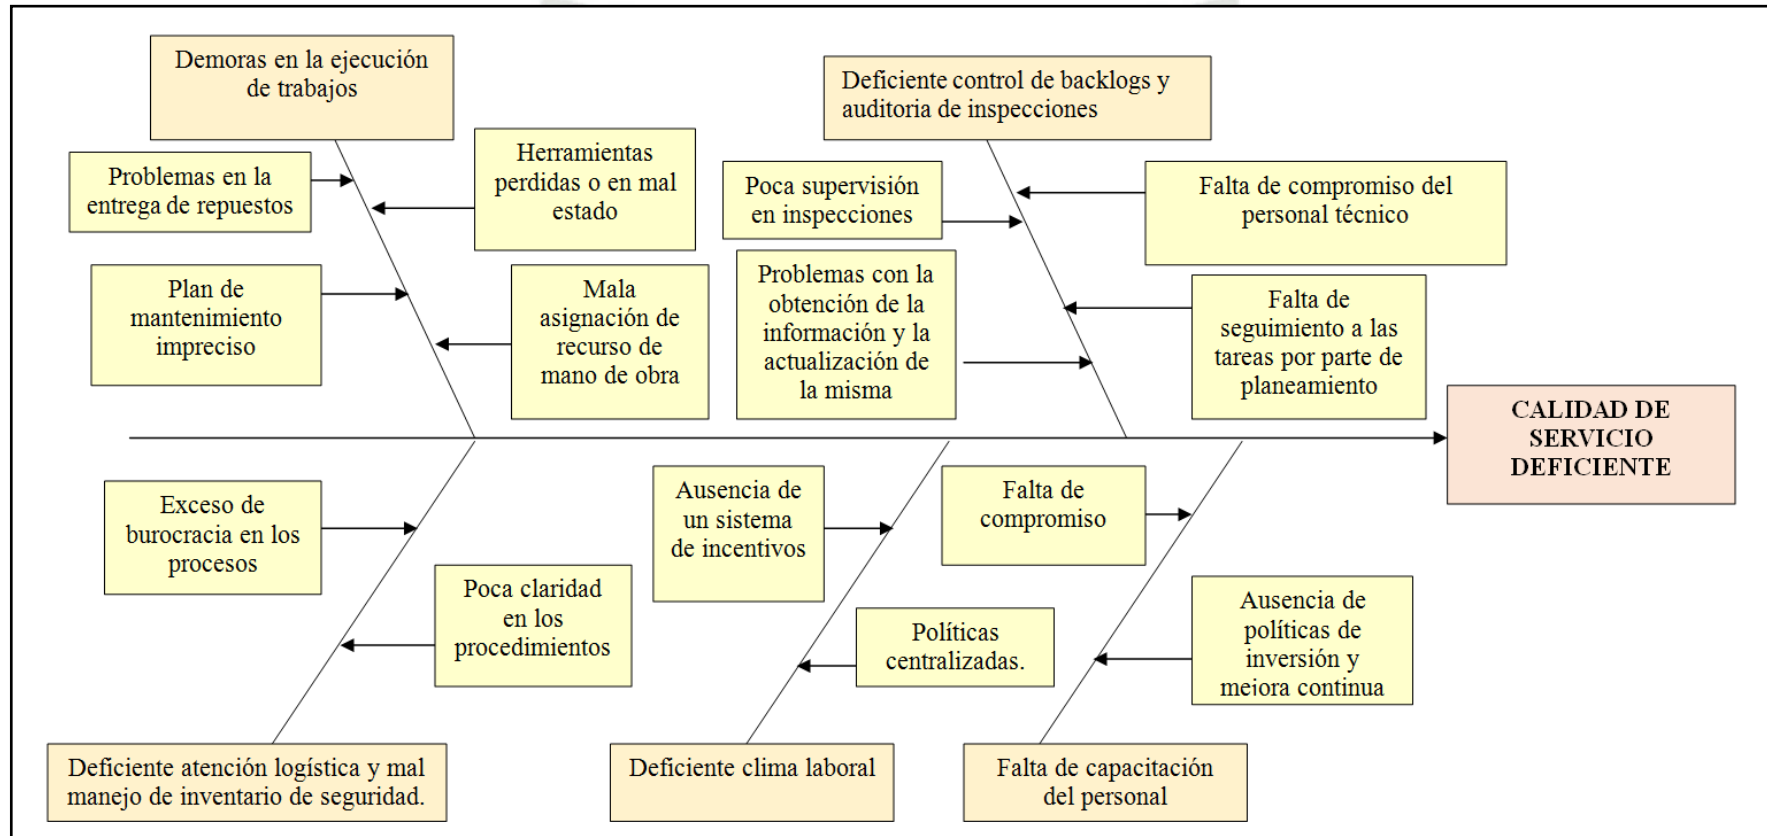 Demoras en la ejecución
de trabajos
Deficiente control de backlogs y
auditoria de inspecciones
Problemas en la
entrega de repuestos
Herramientas
perdidas o en mal
estado
Poca supervisión
en inspecciones
Falta de compromiso del
personal técnico
Plan de
mantenimiento
impreciso
Mala
asignación de
recurso de
mano de obra
Problemas con la
obtención de la
información y la
actualización de
la misma
Falta de
seguimiento a las
tareas por parte de
planeamiento
CALIDAD DE
SERVICIO
DEFICIENTE
Exceso de
burocracia en los
procesos
Poca claridad
en los
procedimientos
Ausencia de
un sistema
de incentivos
Políticas
centralizadas.
Falta de
compromiso
Ausencia de
políticas de
inversión y
mejora continua
Deficiente atención logística y mal
manejo de inventario de seguridad.
Deficiente clima laboral
Falta de capacitación
del personal